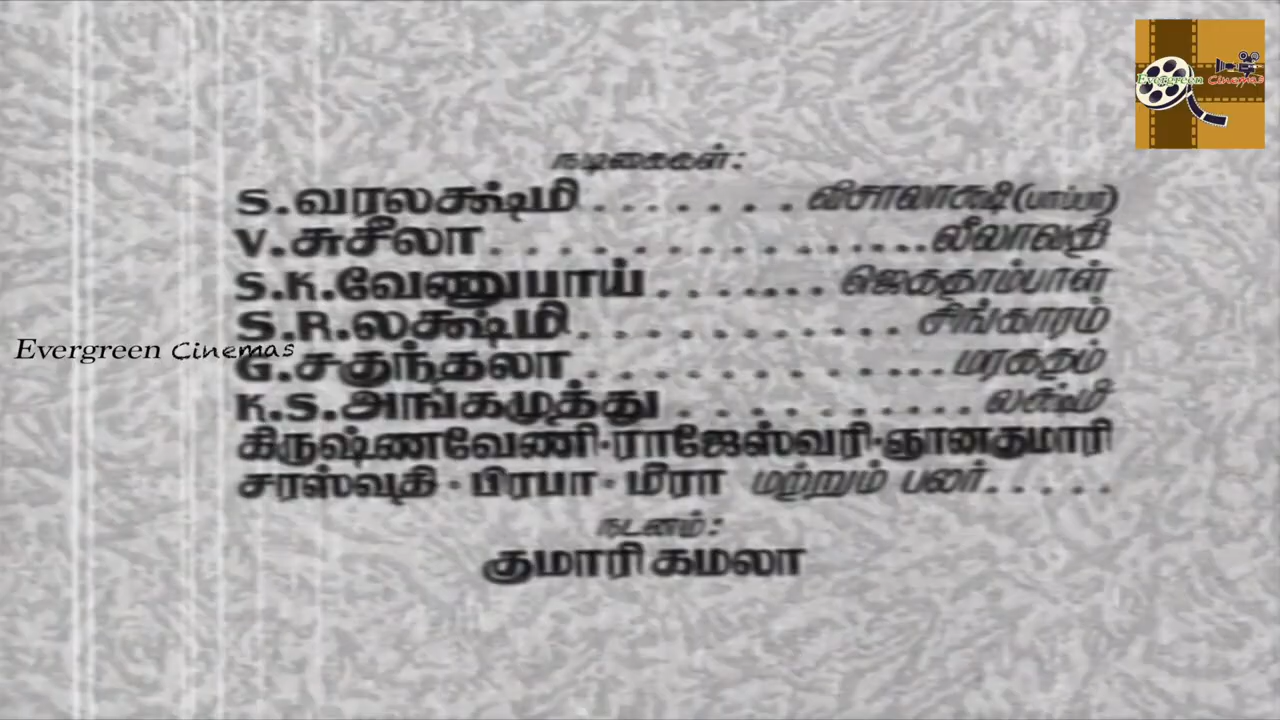 Evergreen Cinemas
நடிகைகள்:
S.வரலக்ஷ்மி.......விசாலாக்ஷி(பாப்பா)
V.சுசீலா...............லீலாவதி
S.K.வேணுபாய்.......ஜெகதாம்பாள்
S.R.லக்ஷ்மி............சிங்காரம்
Evergreen Cinemas
G.சகுந்தலா.............மரகதம்
K.S.அங்கமுத்து...........லக்ஷ்மி
கிருஷ்ணவேணி·ராஜேஸ்வரி·ஞானகுமாரி
சரஸ்வதி·பிரபா·மீரா மற்றும் பலர்.....
நடனம்:
குமாரி கமலா